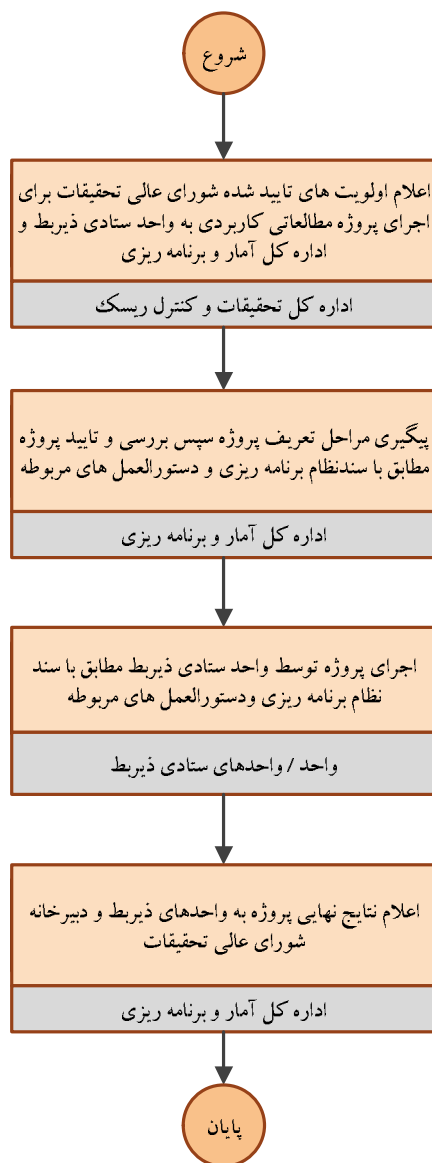 شروع
اعلام اولویت های تایید شده شورای عالی تحقیقات برای
اجرای پروژه مطالعاتی کاربردی به واحد ستادی ذیربط و
اداره کل آمار و برنامه ریزی
اداره کل تحقیقات و کنترل ریسک
پیگیری مراحل تعریف پروژه سپس بررسی و تایید پروژه
مطابق با سندنظام برنامه ریزی و دستورالعمل های مربوطه
اداره کل آمار و برنامه ریزی
اجرای پروژه توسط واحد ستادی ذیربط مطابق با سند
نظام برنامه ریزی ودستورالعمل های مربوطه
واحد / واحدهای ستادی ذیربط
اعلام نتایج نهایی پروژه به واحدهای ذیربط و دبیرخانه
شورای عالی تحقیقات
اداره کل آمار و برنامه ریزی
پایان